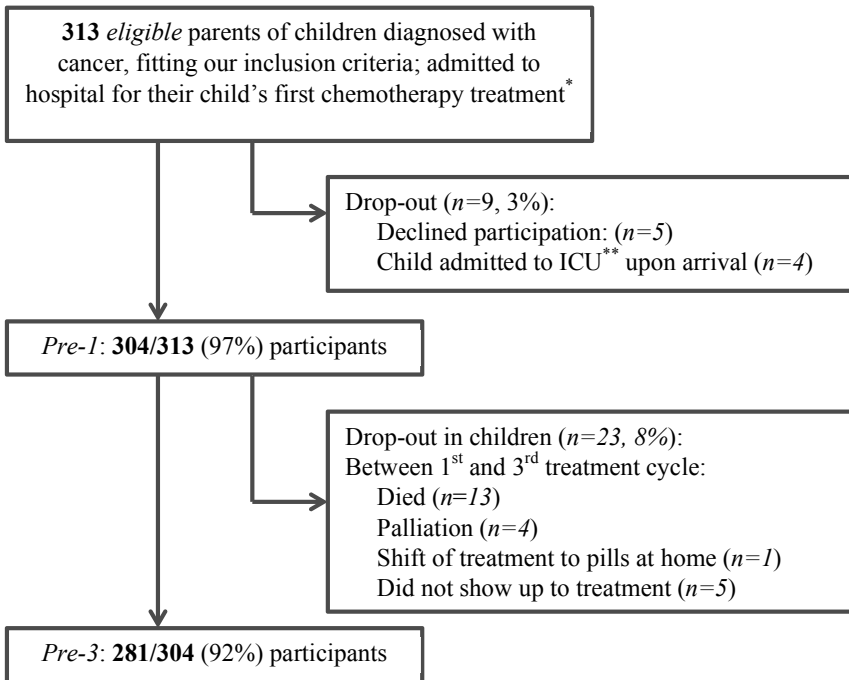 313 eligible parents of children diagnosed with
cancer, fitting our inclusion criteria; admitted to
hospital for their child's first chemotherapy treatment*
Drop-out (n=9, 3%):
Declined participation: (n=5)
Child admitted to ICU** upon arrival (n=4)
Pre-1: 304/313 (97%) participants
Drop-out in children (n=23, 8%):
Between 1st and 3rd treatment cycle:
Died (n=13)
Palliation (n=4)
Shift of treatment to pills at home (n=1)
Did not show up to treatment (n=5)
Pre-3: 281/304 (92%) participants